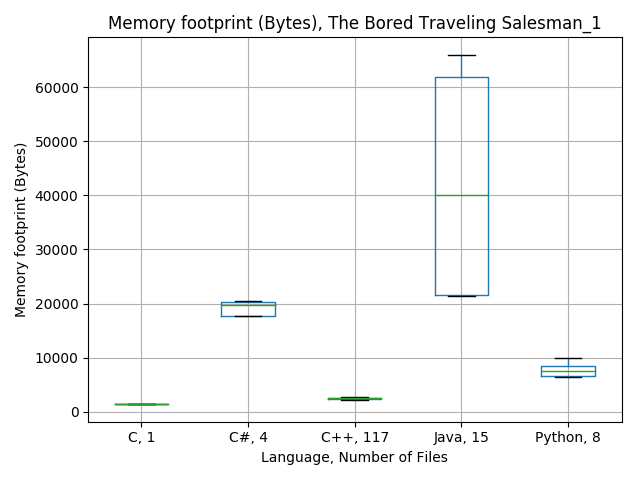 Memory footprint (Bytes), The Bored Traveling Salesman_1
Memory footprint (Bytes)
60000
50000
40000
30000
20000
10000
0
C, 1
C#, 4
C++, 117
Java, 15
Python, 8
Language, Number of Files